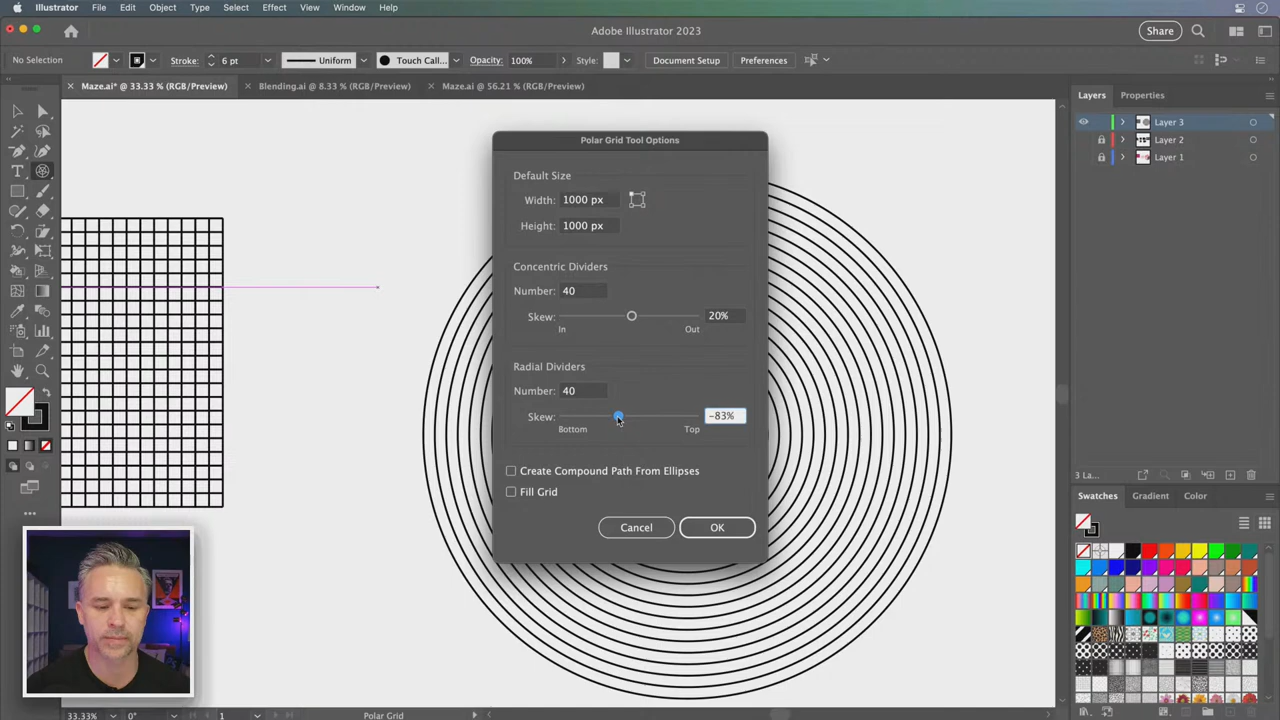 Illustrator File Edit Object Type Select Effect View Window Help
Adobe Illustrator 2023
Share
No Selection
Stroke: 6 pt
Uniform
Touch Call...
Opacity: 100%
Style:
Document Setup
Preferences
× Maze.ai* @ 33.33 % (RGB/Preview)
× Blending.ai @ 8.33 % (RGB/Preview)
× Maze.ai @ 56.21 % (RGB/Preview)
Layers Properties
Layer 3
Layer 2
Layer 1
Polar Grid Tool Options
Default Size
Width: 1000 px
Height: 1000 px
Concentric Dividers
Number: 40
Skew: 20%
In Out
Radial Dividers
Number: 40
Skew: -83%
Bottom Top
Create Compound Path From Ellipses
Fill Grid
Cancel OK
3 La...
Swatches Gradient Color
33.33% 0° 1 Polar Grid